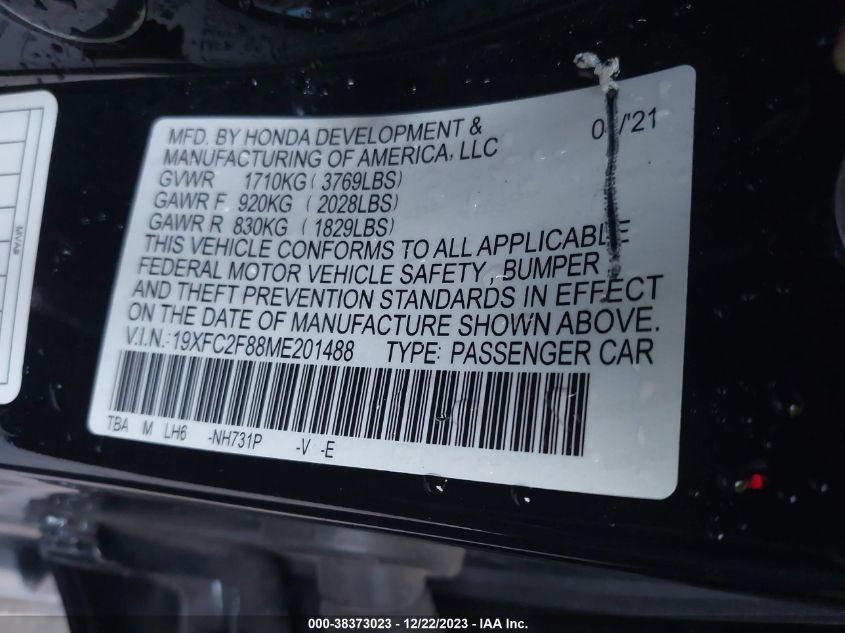 MFD. BY HONDA DEVELOPMENT &
MANUFACTURING OF AMERICA, LLC
GVWR 1710KG ( 3769LBS)
GAWR F 920KG ( 2028LBS)
GAWR R 830KG ( 1829LBS)
THIS VEHICLE CONFORMS TO ALL APPLICABLE
FEDERAL MOTOR VEHICLE SAFETY, BUMPER
AND THEFT PREVENTION STANDARDS IN EFFECT
ON THE DATE OF MANUFACTURE SHOWN ABOVE.
V.I.N.:19XFC2F88ME201488 TYPE: PASSENGER CAR
TBA M LH6 -NH731P -V -E
MVA8
000-38373023 - 12/22/2023 - IAA Inc.